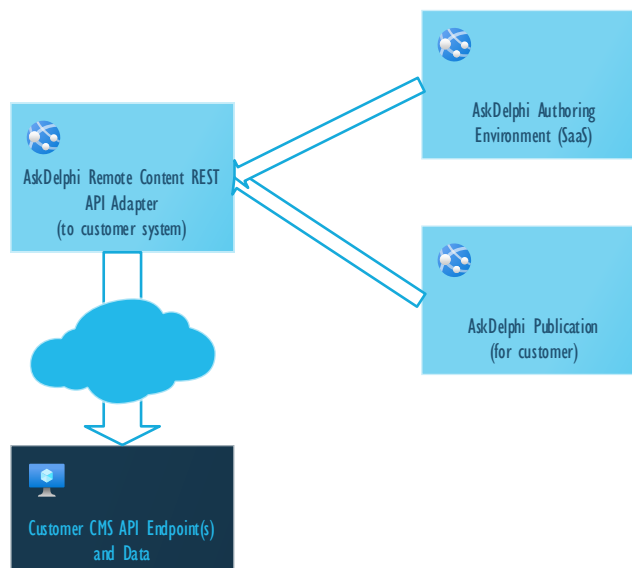 AskDelphi Authoring
Environment (SaaS)
AskDelphi Remote Content REST
API Adapter
(to customer system)
AskDelphi Publication
(for customer)
Customer CMS API Endpoint(s)
and Data